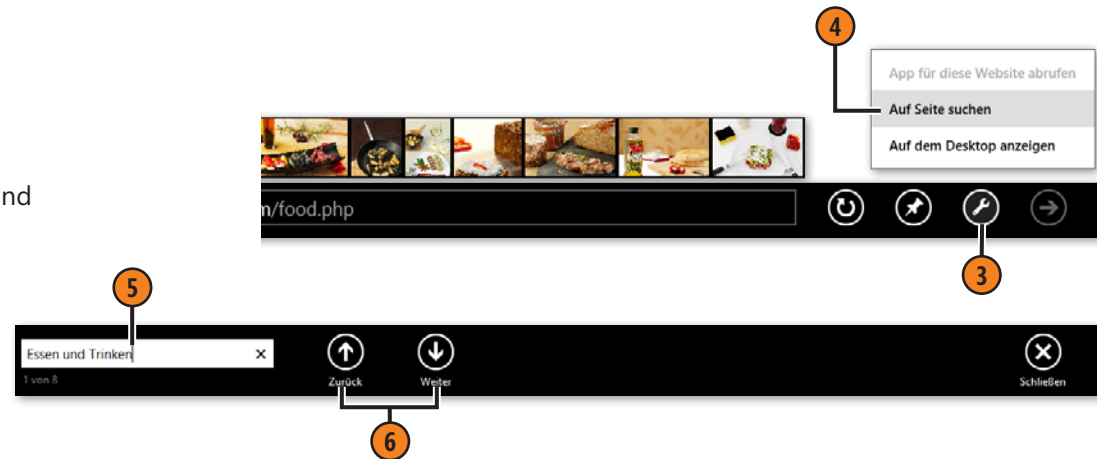 4
App für diese Website abrufen
Auf Seite suchen
Auf dem Desktop anzeigen
nd
m/food.php
3
5
Essen und Trinken
1 von 8
Zurück
Weiter
Schließen
6